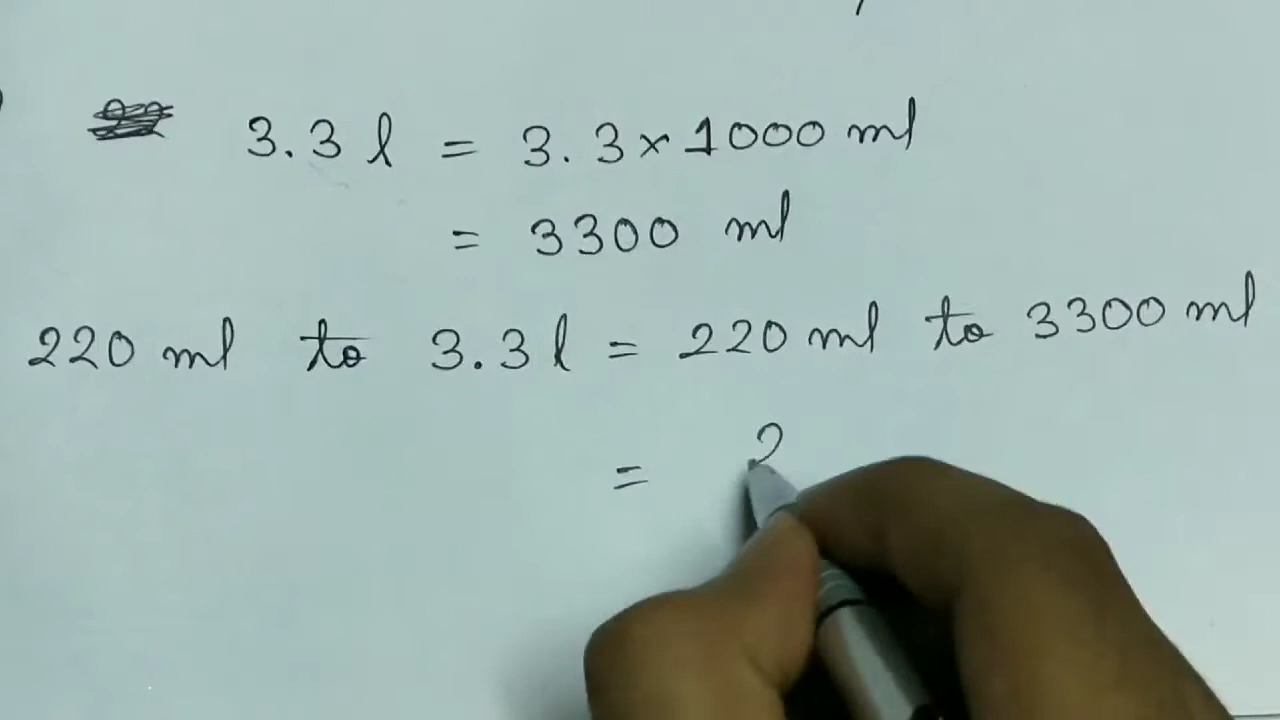 3.3 l = 3.3 × 1000 ml
= 3300 ml
220 ml to 3.3 l = 220 ml to 3300 ml
= 2